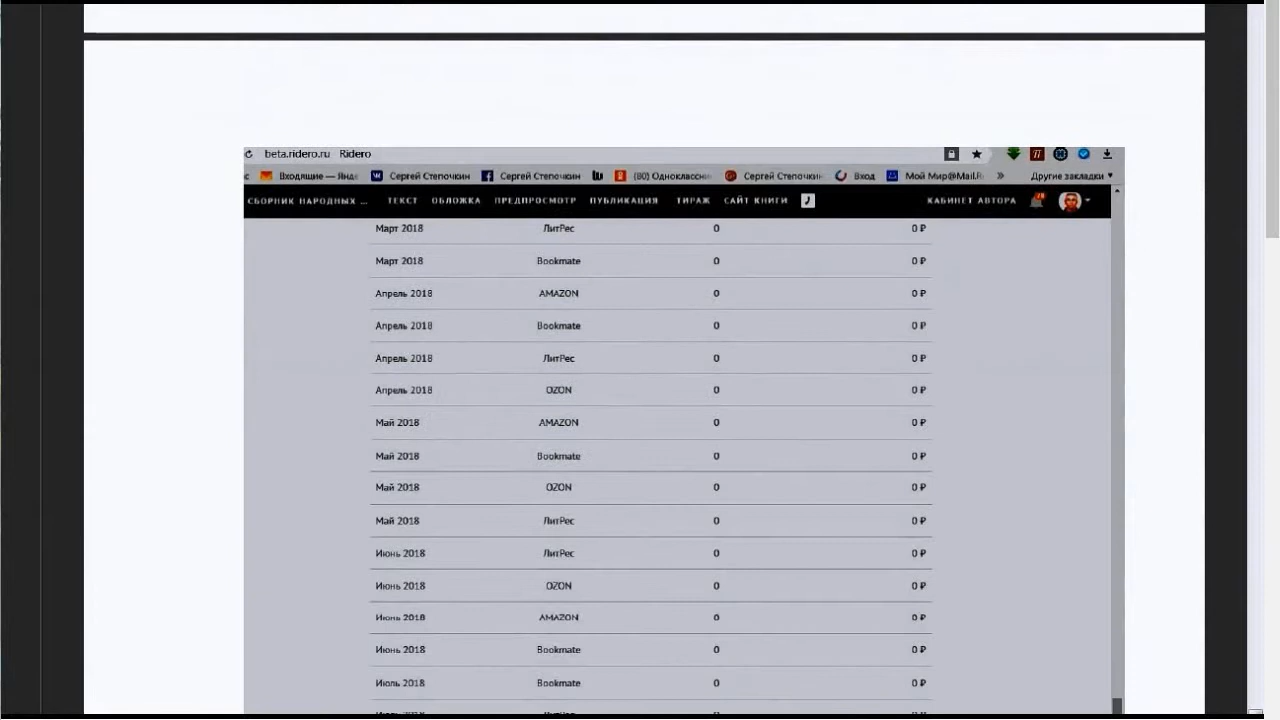 beta.ridero.ru Ridero
Входящие — Янд Сергей Степочкин Сергей Степочкин (80) Одноклассни Сергей Степочкин Вход Мой Мир@Mail.R » Другие закладки
СБОРНИК НАРОДНЫХ ... ТЕКСТ ОБЛОЖКА ПРЕДПРОСМОТР ПУБЛИКАЦИЯ ТИРАЖ САЙТ КНИГИ КАБИНЕТ АВТОРА
Март 2018 ЛитРес 0 0 ₽
Март 2018 Bookmate 0 0 ₽
Апрель 2018 AMAZON 0 0 ₽
Апрель 2018 Bookmate 0 0 ₽
Апрель 2018 ЛитРес 0 0 ₽
Апрель 2018 OZON 0 0 ₽
Май 2018 AMAZON 0 0 ₽
Май 2018 Bookmate 0 0 ₽
Май 2018 OZON 0 0 ₽
Май 2018 ЛитРес 0 0 ₽
Июнь 2018 ЛитРес 0 0 ₽
Июнь 2018 OZON 0 0 ₽
Июнь 2018 AMAZON 0 0 ₽
Июнь 2018 Bookmate 0 0 ₽
Июль 2018 Bookmate 0 0 ₽